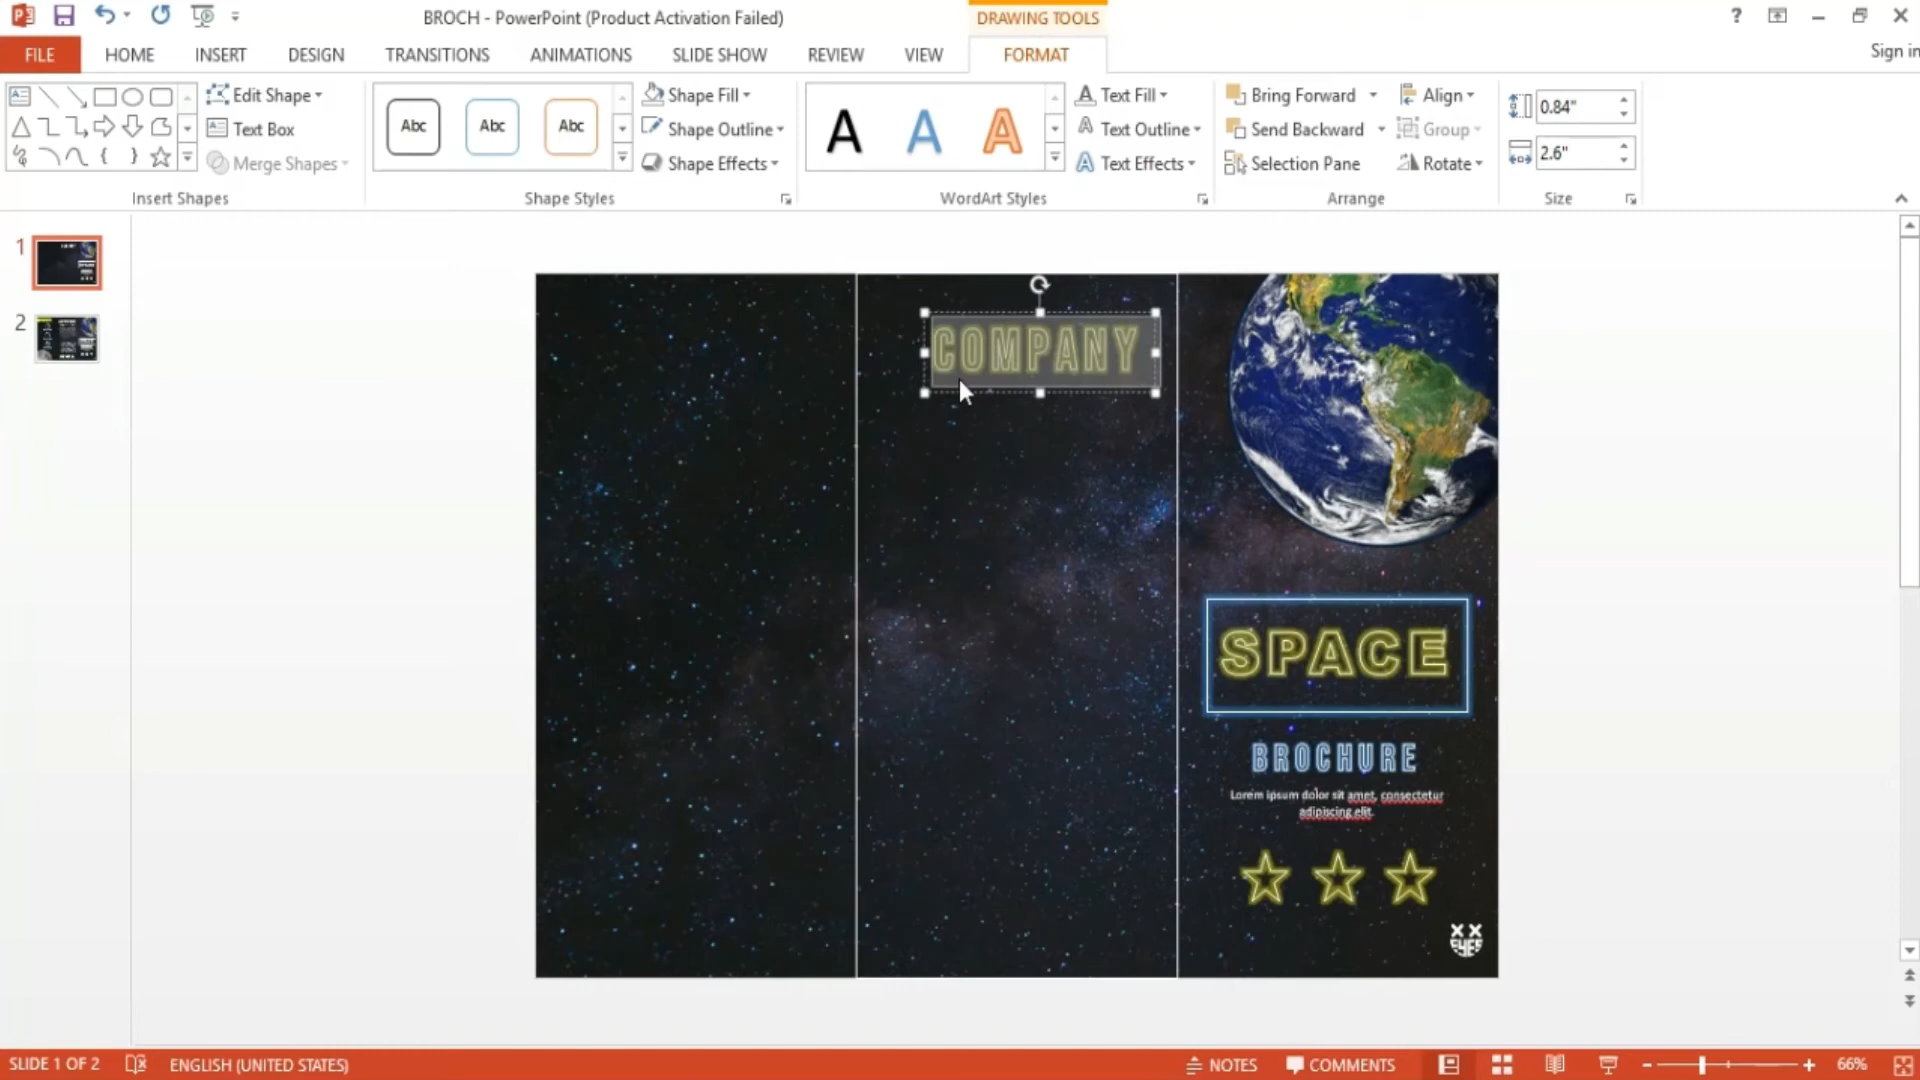 BROCH - PowerPoint (Product Activation Failed)
DRAWING TOOLS
?
FILE
HOME
INSERT
DESIGN
TRANSITIONS
ANIMATIONS
SLIDE SHOW
REVIEW
VIEW
FORMAT
Sign in
Edit Shape
Text Box
Merge Shapes
Insert Shapes
Abc
Abc
Abc
Shape Fill
Shape Outline
Shape Effects
Shape Styles
A
A
A
Text Fill
Text Outline
Text Effects
WordArt Styles
Bring Forward
Send Backward
Selection Pane
Align
Group
Rotate
Arrange
0.84"
2.6"
Size
1
2
COMPANY
SPACE
BROCHURE
Lorem ipsum dolor sit amet, consectetur
adipiscing elit.
XX
EYES
SLIDE 1 OF 2
ENGLISH (UNITED STATES)
NOTES
COMMENTS
66%